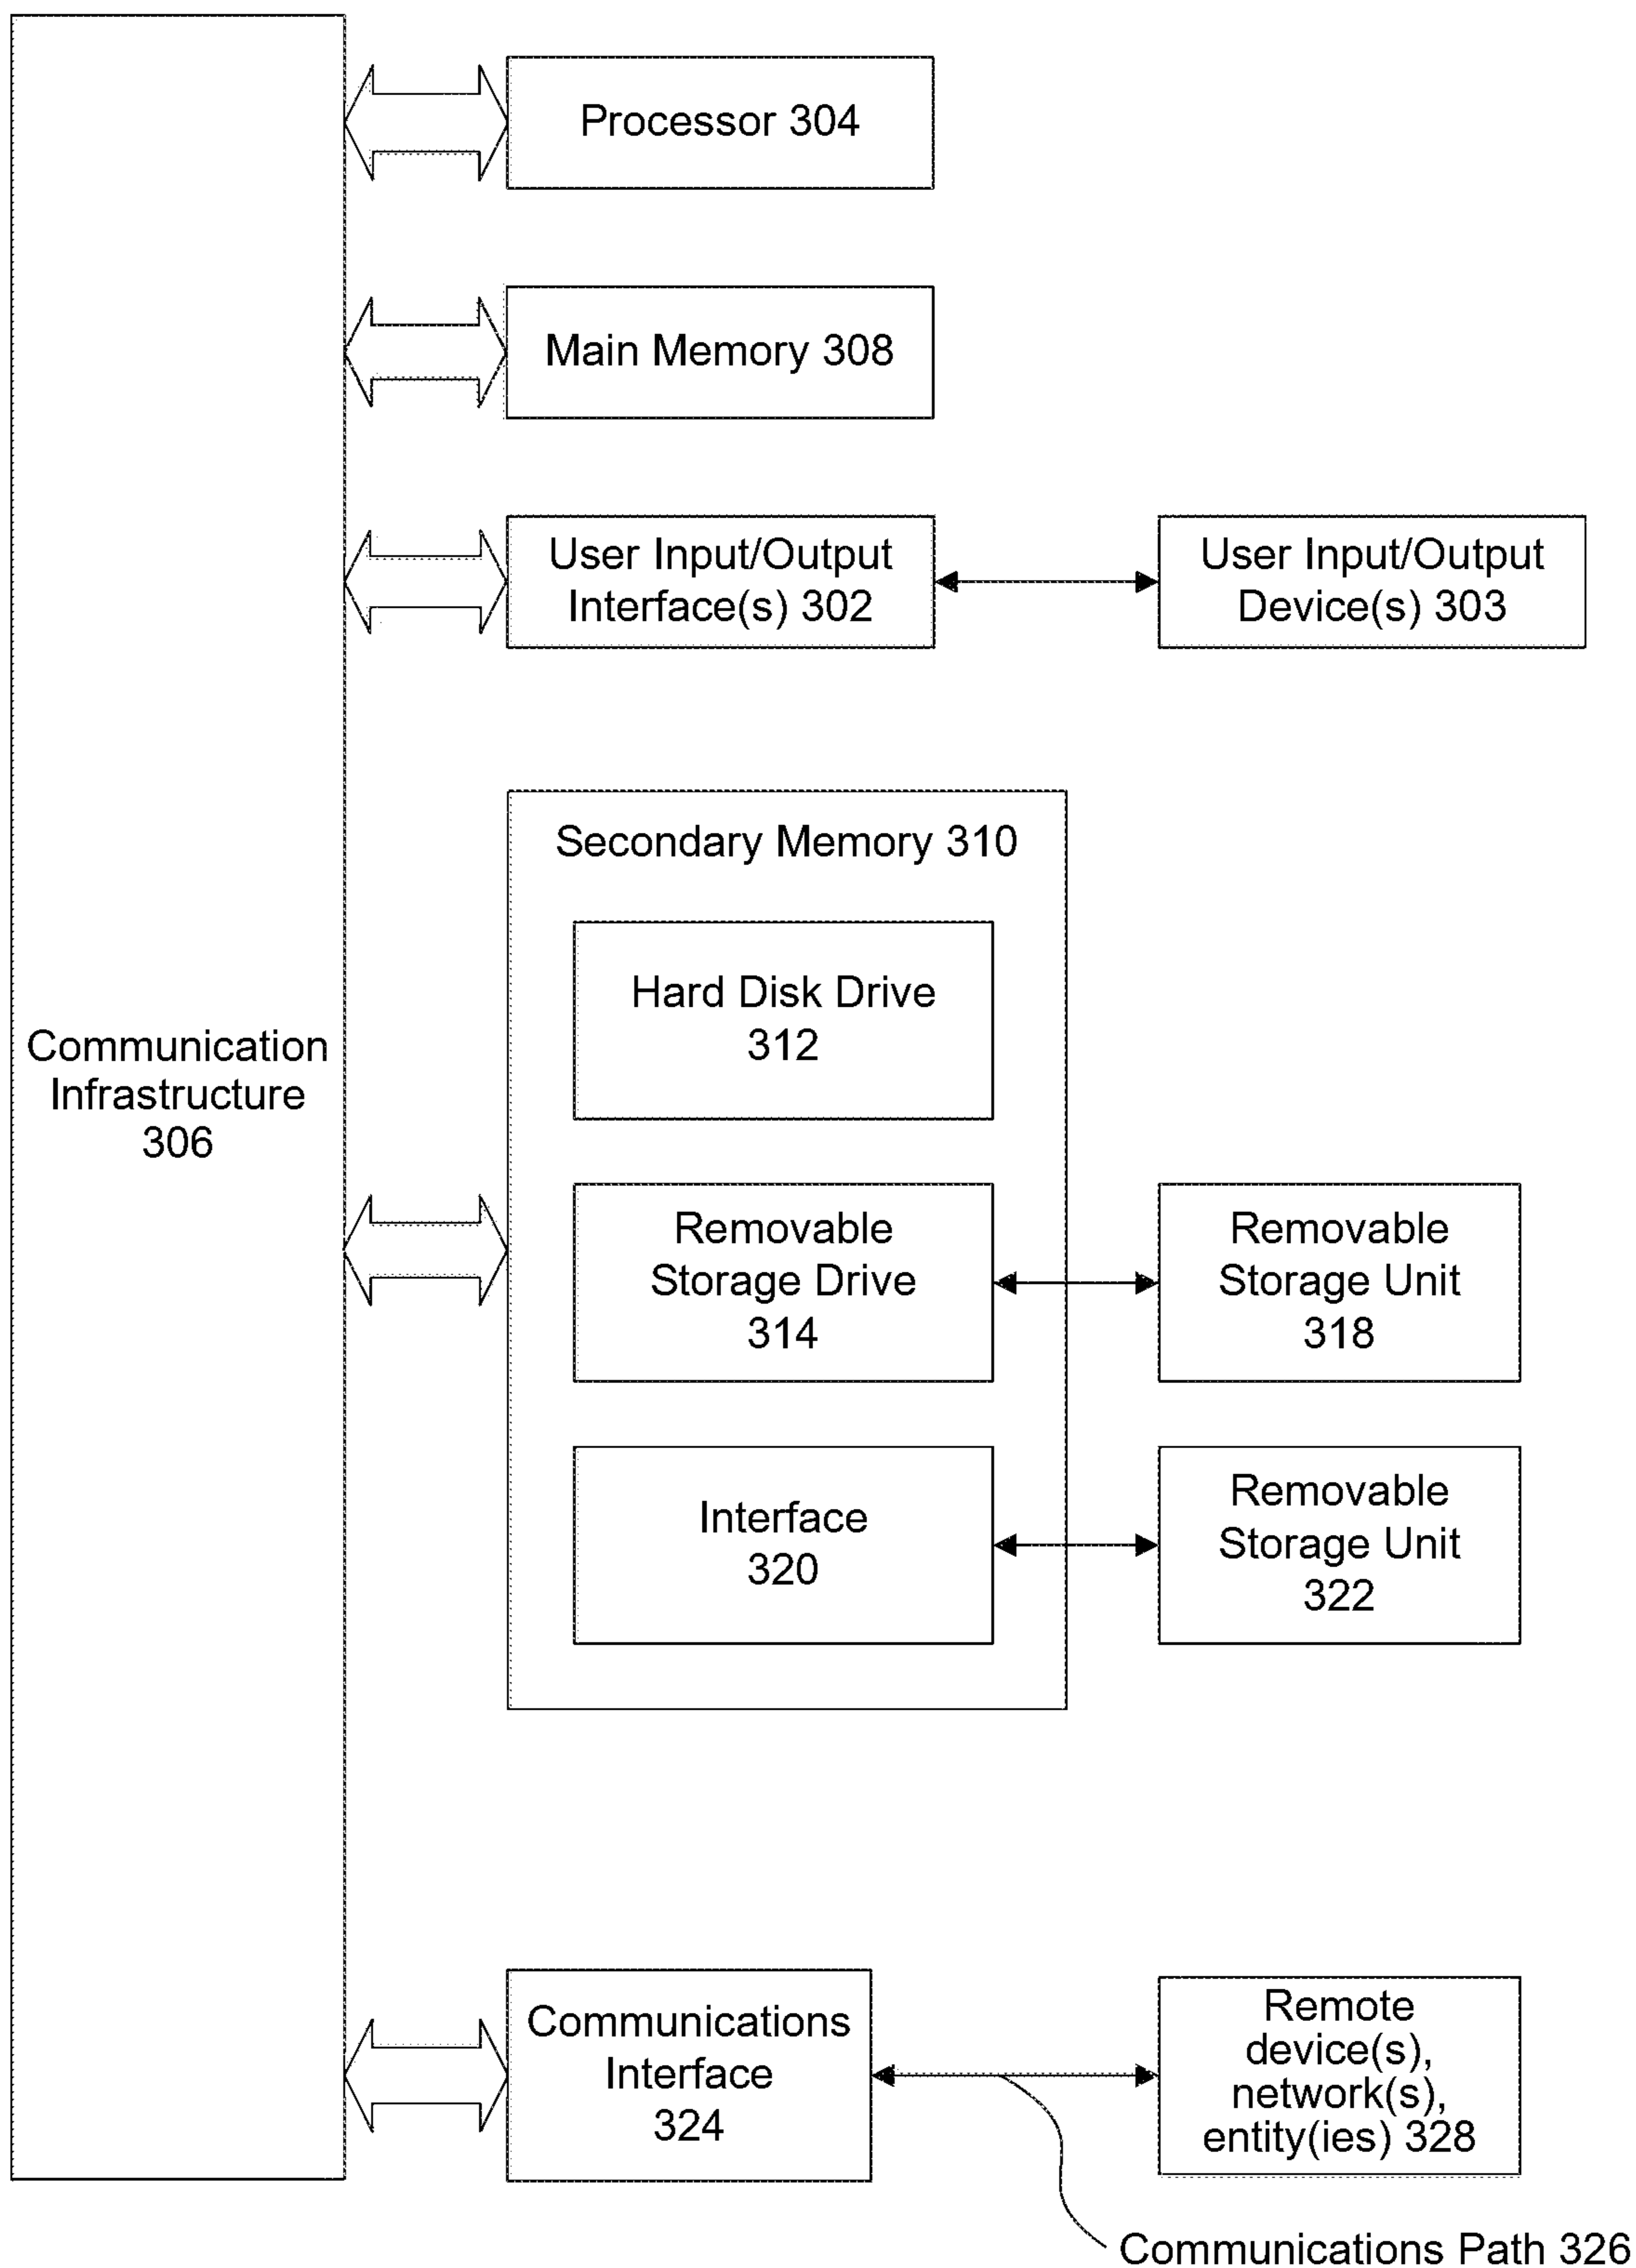 Processor 304
Main Memory 308
User Input/Output
Interface(s) 302
User Input/Output
Device(s) 303
Secondary Memory 310
Hard Disk Drive
312
Communication
Infrastructure
306
Removable
Storage Drive
314
Removable
Storage Unit
318
Interface
320
Removable
Storage Unit
322
Communications
Interface
324
Remote
device(s),
network(s),
entity(ies) 328
Communications Path 326